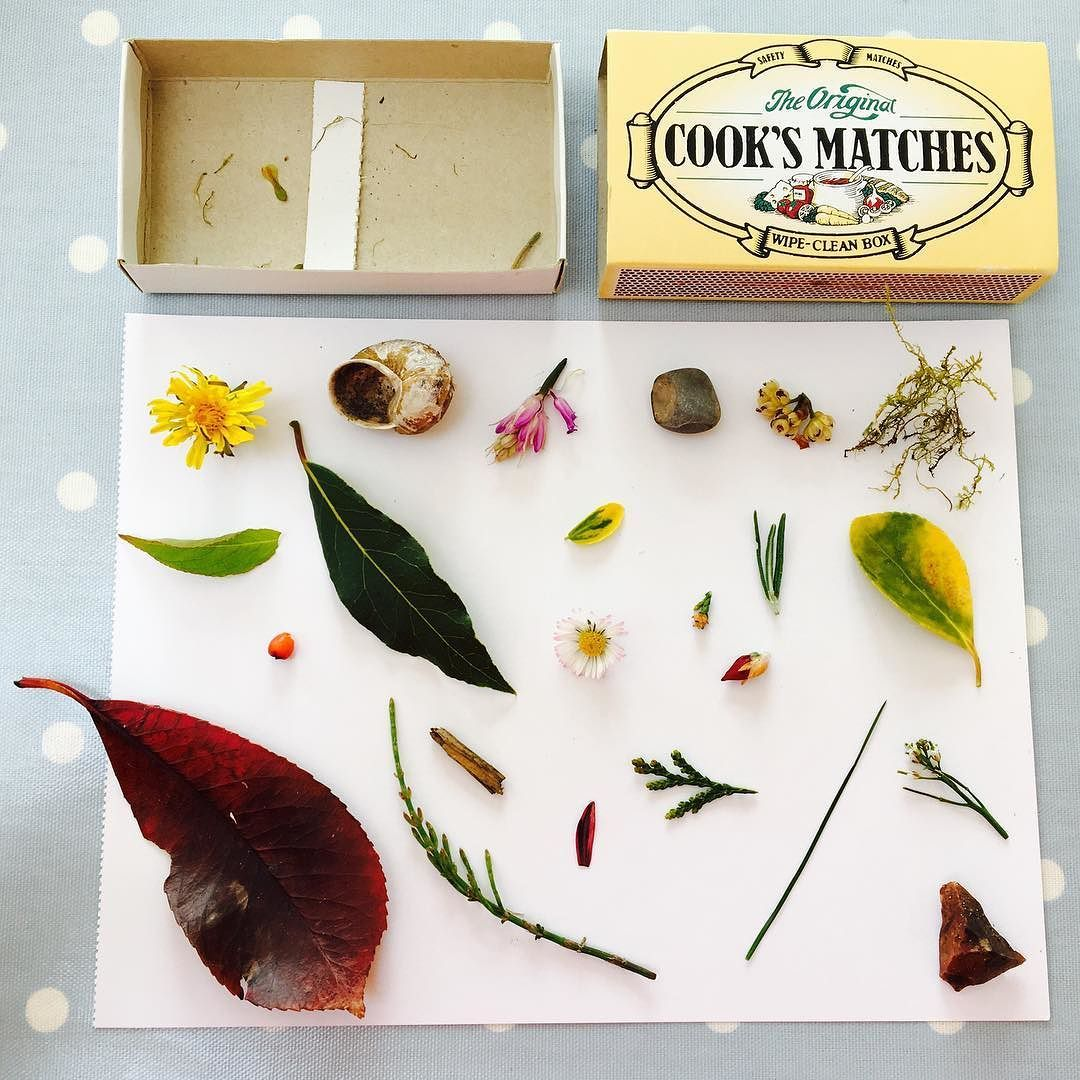 SAFETY MATCHES
The Original
COOK'S MATCHES
WIPE-CLEAN BOX